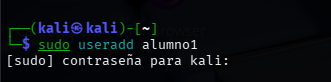 ┌──(kali㉿kali)-[~]
└─$ sudo useradd alumno1
[sudo] contraseña para kali: